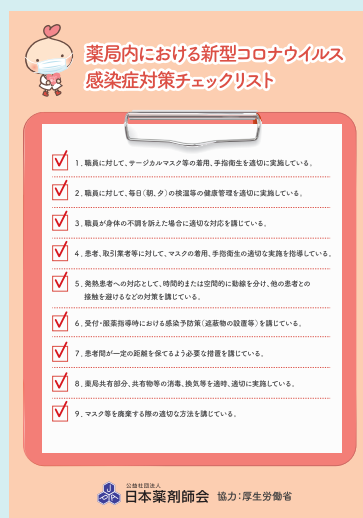 薬局内における新型コロナウイルス
感染症対策チェックリスト
1．職員に対して、サージカルマスク等の着用、手指衛生を適切に実施している。
2．職員に対して、毎日（朝、夕）の検温等の健康管理を適切に実施している。
3．職員が身体の不調を訴えた場合に適切な対応を講じている。
4．患者、取引業者等に対して、マスクの着用、手指衛生の適切な実施を指導している。
5．発熱患者への対応として、時間的または空間的に動線を分け、他の患者との
接触を避けるなどの対策を講じている。
6．受付・服薬指導時における感染予防策（遮蔽物の設置等）を講じている。
7．患者間が一定の距離を保てるよう必要な措置を講じている。
8．薬局共有部分、共有物等の消毒、換気等を適時、適切に実施している。
9．マスク等を廃棄する際の適切な方法を講じている。
公益社団法人
日本薬剤師会 協力：厚生労働省